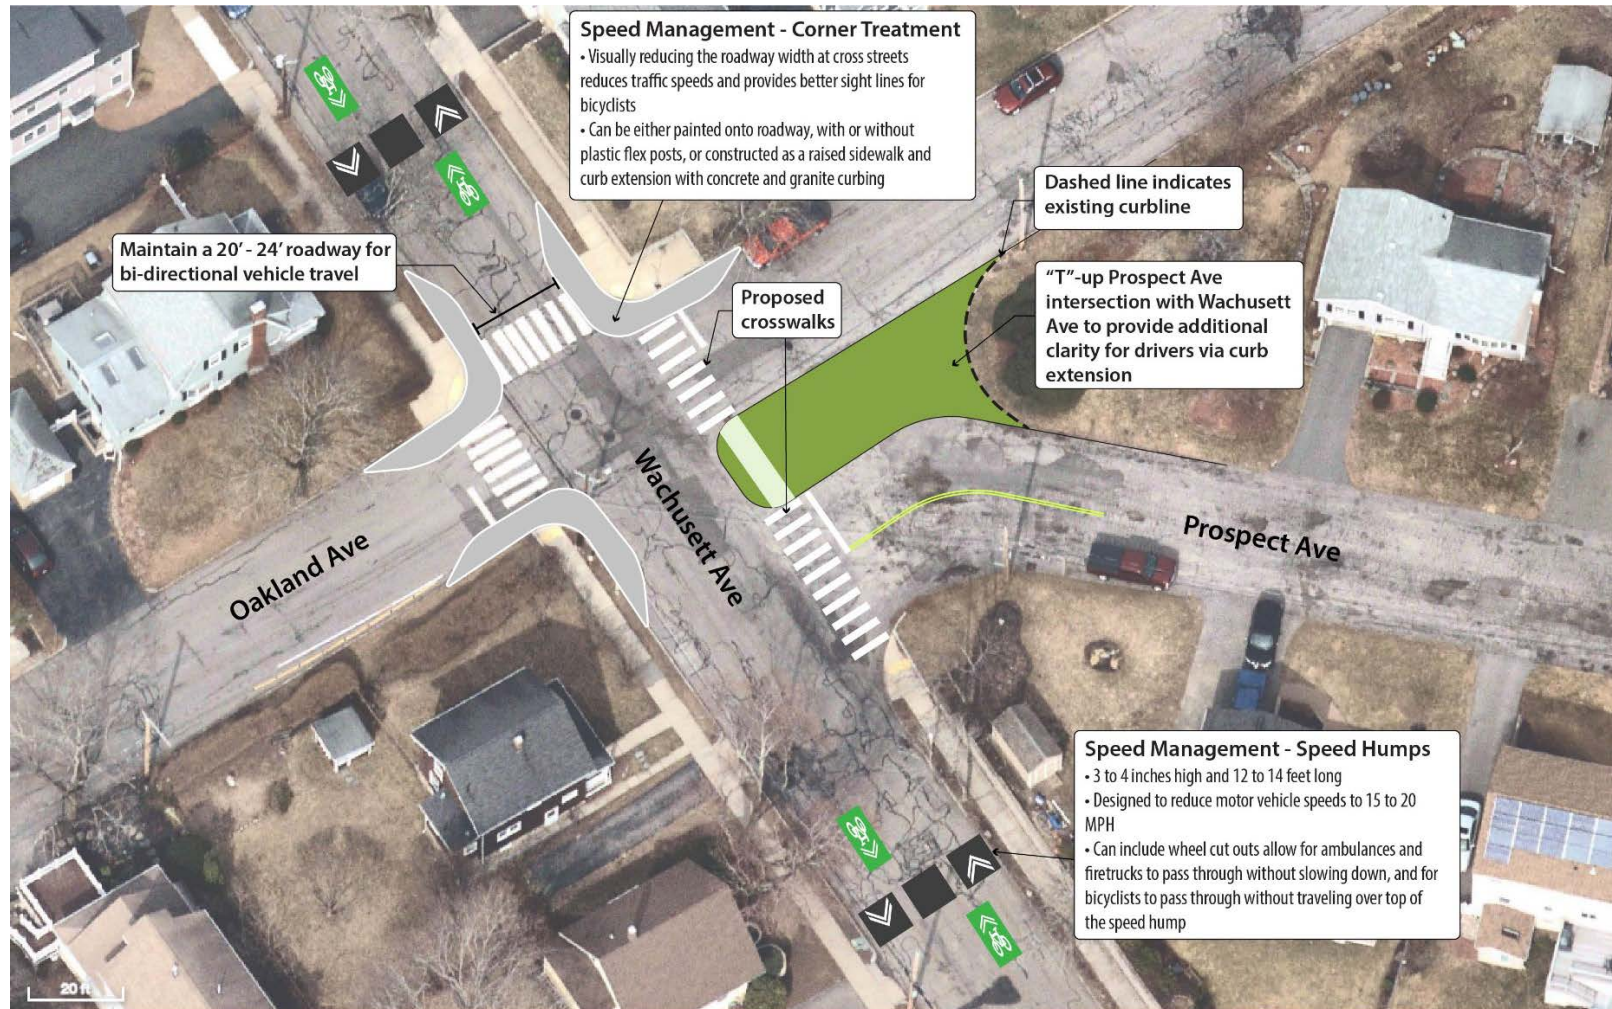 Speed Management - Corner Treatment
• Visually reducing the roadway width at cross streets
reduces traffic speeds and provides better sight lines for
bicyclists
• Can be either painted onto roadway, with or without
plastic flex posts, or constructed as a raised sidewalk and
curb extension with concrete and granite curbing
Dashed line indicates
existing curbline
Maintain a 20’ - 24’ roadway for
bi-directional vehicle travel
“T”-up Prospect Ave
intersection with Wachusett
Ave to provide additional
clarity for drivers via curb
extension
Proposed
crosswalks
Wachusett Ave
Prospect Ave
Oakland Ave
Speed Management - Speed Humps
• 3 to 4 inches high and 12 to 14 feet long
• Designed to reduce motor vehicle speeds to 15 to 20
MPH
• Can include wheel cut outs allow for ambulances and
firetrucks to pass through without slowing down, and for
bicyclists to pass through without traveling over top of
the speed hump
20 ft